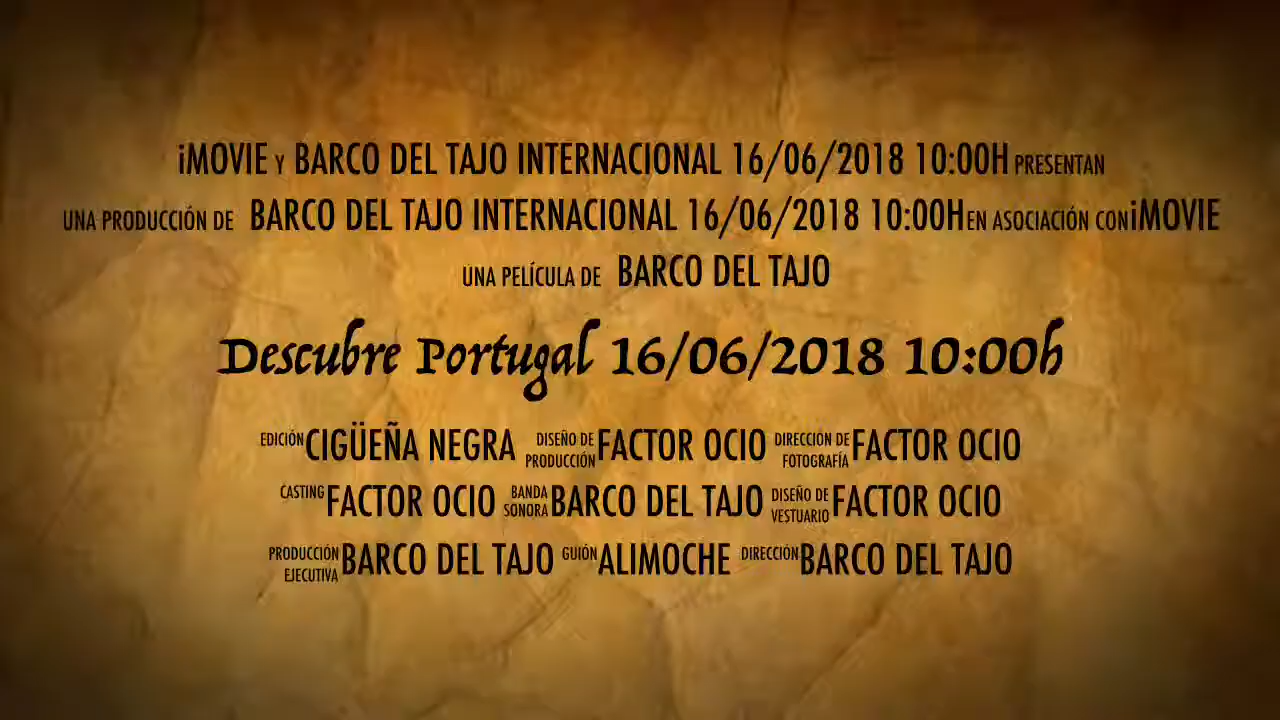 iMOVIE Y BARCO DEL TAJO INTERNACIONAL 16/06/2018 10:00H PRESENTAN
UNA PRODUCCIÓN DE BARCO DEL TAJO INTERNACIONAL 16/06/2018 10:00H EN ASOCIACIÓN CON iMOVIE
UNA PELÍCULA DE BARCO DEL TAJO
Descubre Portugal 16/06/2018 10:00h
EDICIÓN CIGÜEÑA NEGRA DISEÑO DE PRODUCCIÓN FACTOR OCIO DIRECCION DE FOTOGRAFÍA FACTOR OCIO
CASTING FACTOR OCIO BANDA SONORA BARCO DEL TAJO DISEÑO DE VESTUARIO FACTOR OCIO
PRODUCCIÓN EJECUTIVA BARCO DEL TAJO GUIÓN ALIMOCHE DIRECCIÓN BARCO DEL TAJO